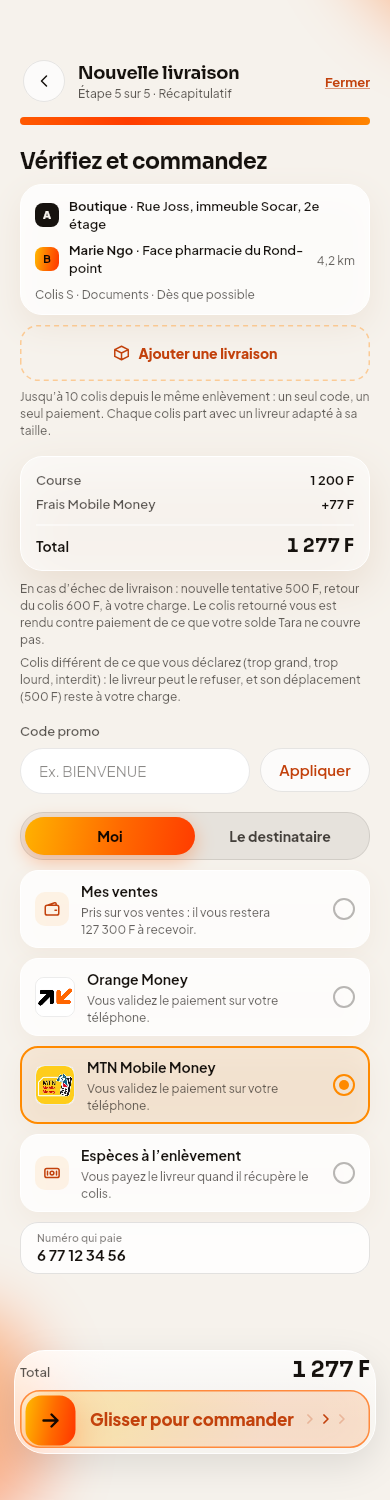 Nouvelle livraison
Étape 5 sur 5 · Récapitulatif
Fermer
Vérifiez et commandez
A
Boutique · Rue Joss, immeuble Socar, 2e
étage
B
Marie Ngo · Face pharmacie du Rond-
point
4,2 km
Colis S · Documents · Dès que possible
Ajouter une livraison
Jusqu'à 10 colis depuis le même enlèvement : un seul code, un
seul paiement. Chaque colis part avec un livreur adapté à sa
taille.
Course 1 200 F
Frais Mobile Money +77 F
Total 1 277 F
En cas d'échec de livraison : nouvelle tentative 500 F, retour
du colis 600 F, à votre charge. Le colis retourné vous est
rendu contre paiement de ce que votre solde Tara ne couvre
pas.
Colis différent de ce que vous déclarez (trop grand, trop
lourd, interdit) : le livreur peut le refuser, et son déplacement
(500 F) reste à votre charge.
Code promo
Ex. BIENVENUE
Appliquer
Moi
Le destinataire
Mes ventes
Pris sur vos ventes : il vous restera
127 300 F à recevoir.
Orange Money
Vous validez le paiement sur votre
téléphone.
MTN
Mobile
Money
MTN Mobile Money
Vous validez le paiement sur votre
téléphone.
Espèces à l'enlèvement
Vous payez le livreur quand il récupère le
colis.
Numéro qui paie
6 77 12 34 56
Total 1 277 F
Glisser pour commander